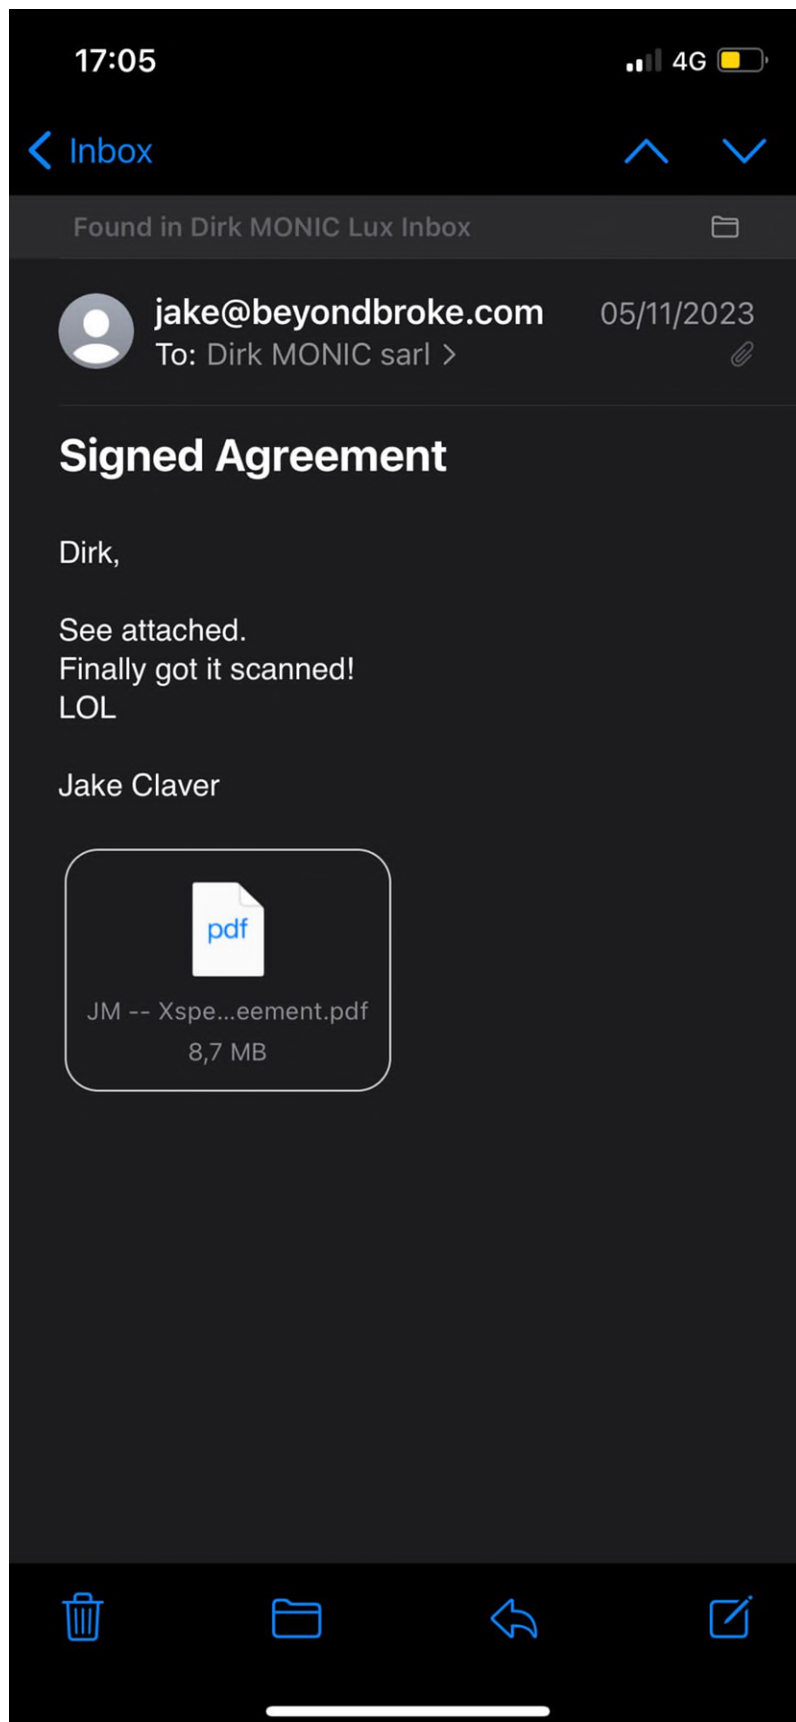 17:05
4G
Inbox
Found in Dirk MONIC Lux Inbox
jake@beyondbroke.com 05/11/2023
To: Dirk MONIC sarl >
Signed Agreement
Dirk,
See attached.
Finally got it scanned!
LOL
Jake Claver
pdf
JM -- Xspe...eement.pdf
8,7 MB